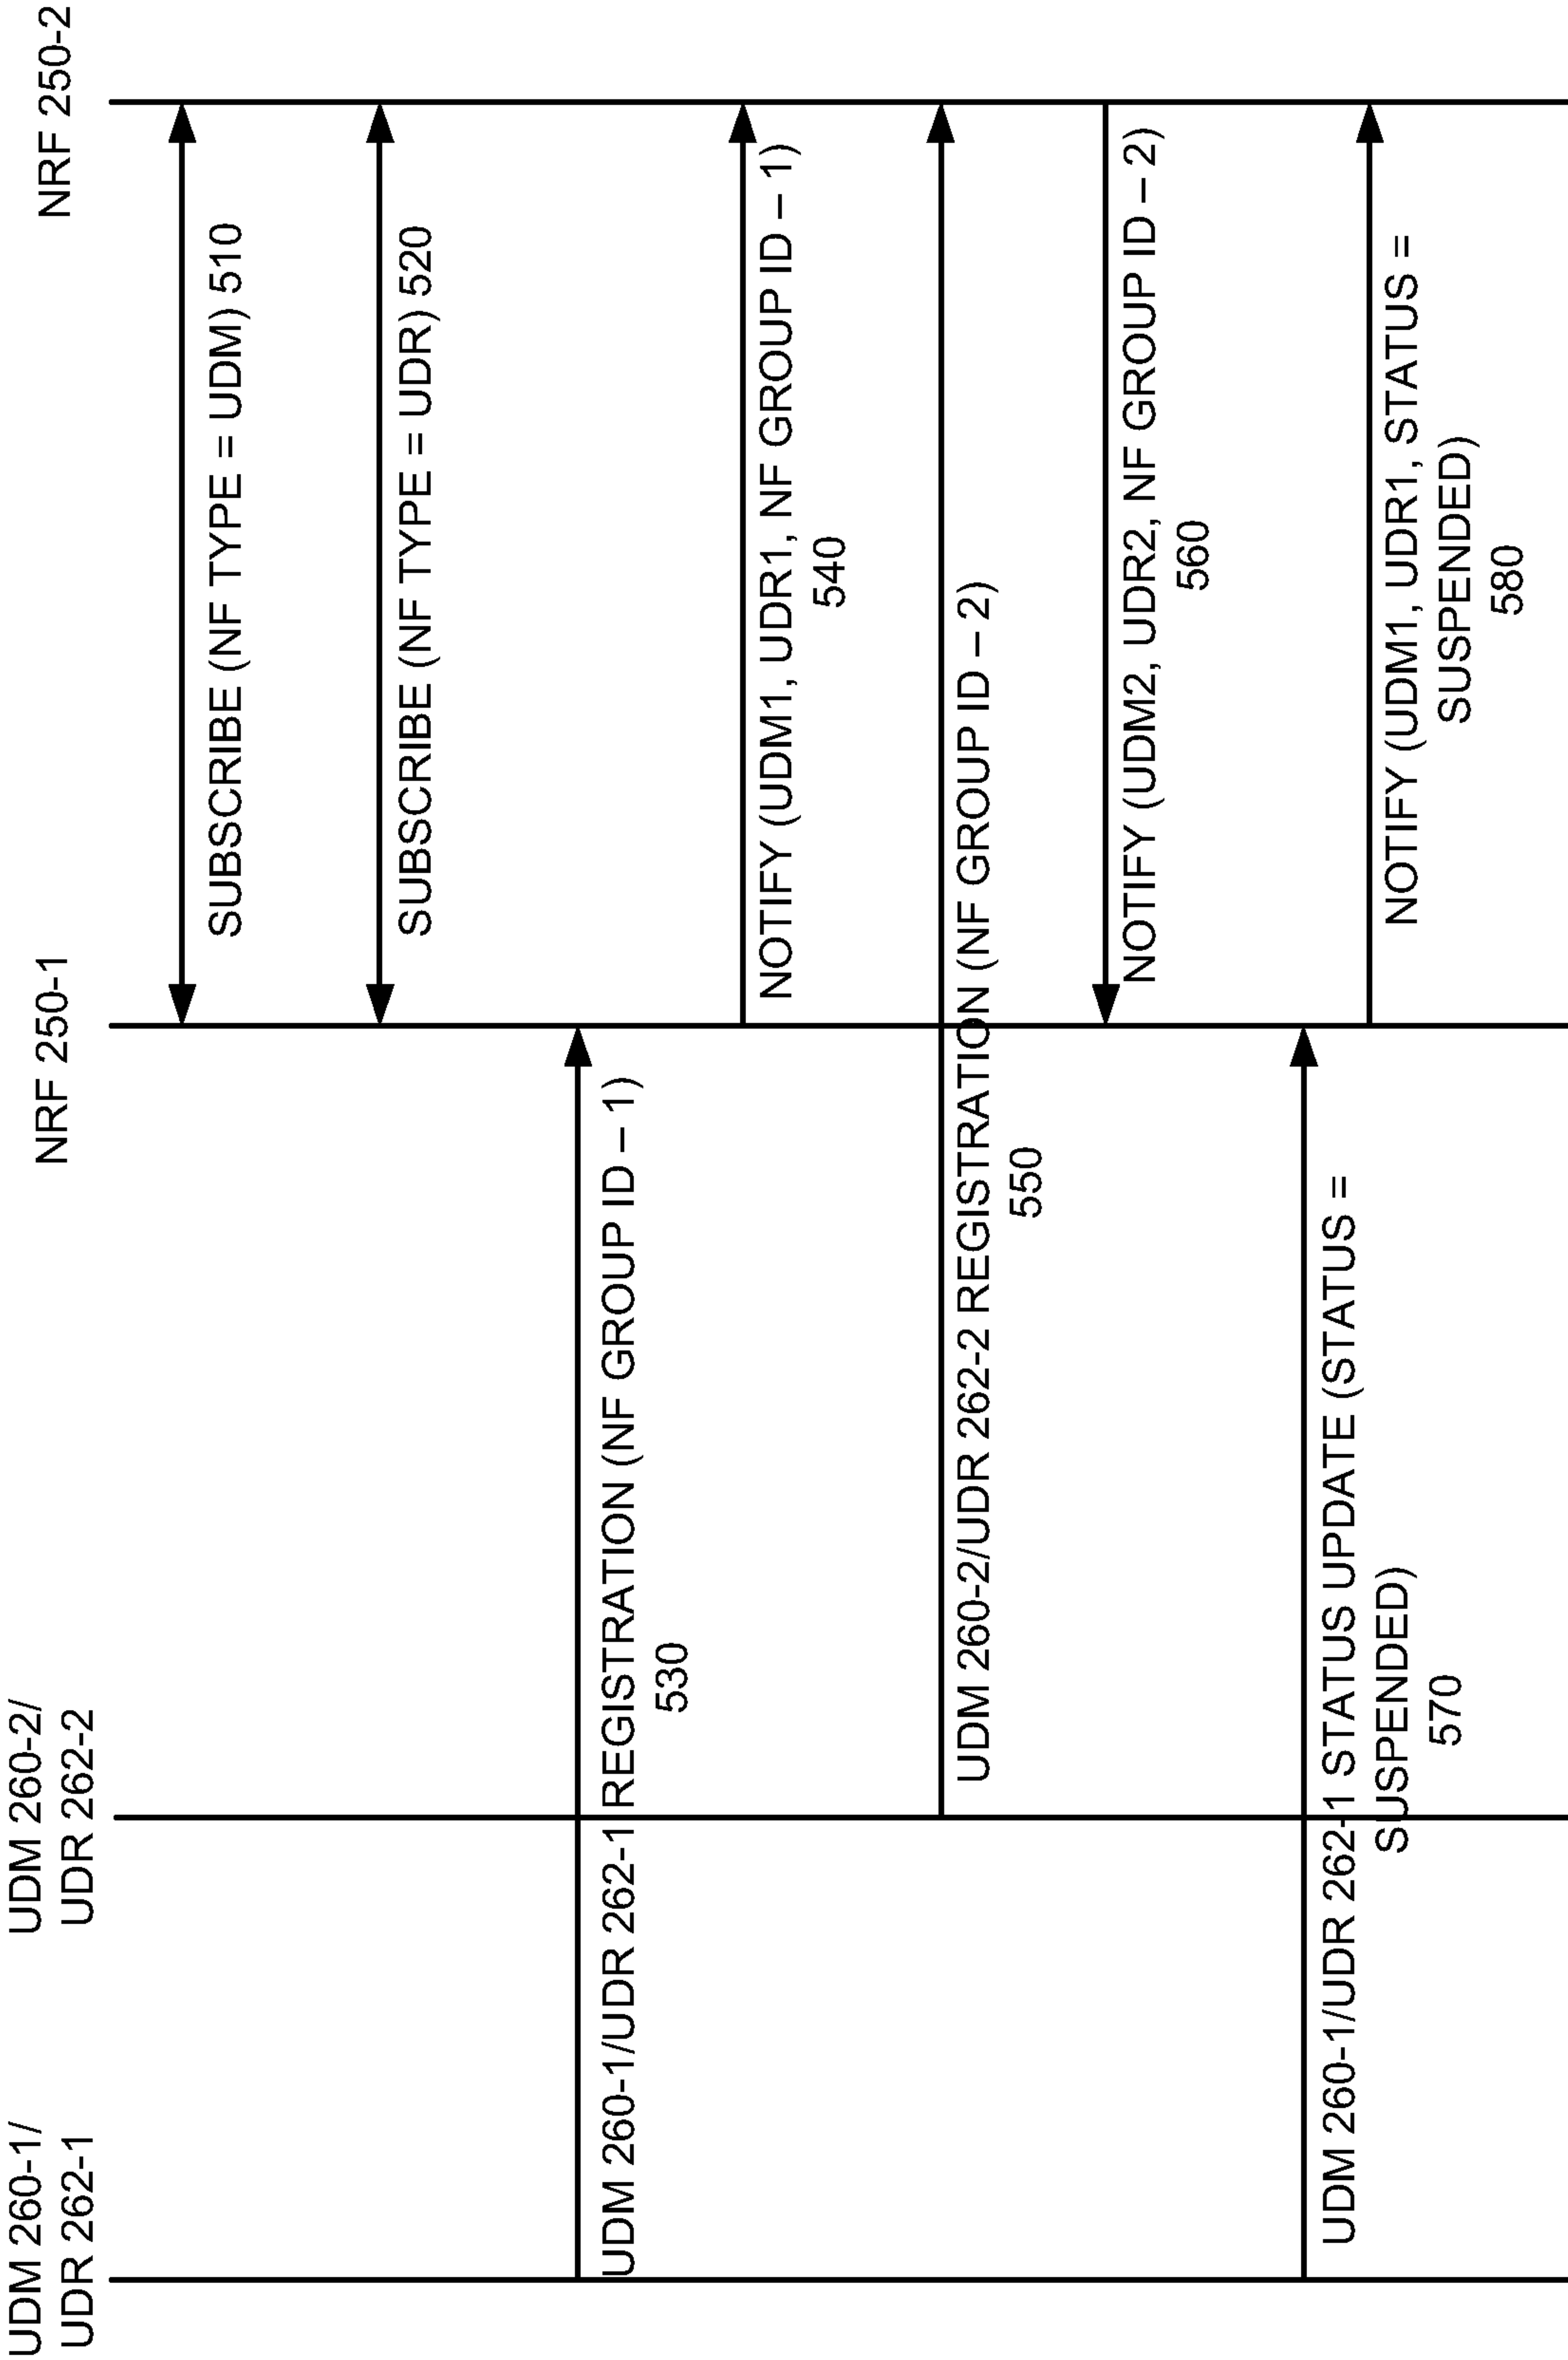 UDM 260-1/
UDR 262-1
UDM 260-2/
UDR 262-2
NRF 250-1
NRF 250-2
SUBSCRIBE (NF TYPE = UDM) 510
SUBSCRIBE (NF TYPE = UDR) 520
UDM 260-1/UDR 262-1 REGISTRATION (NF GROUP ID – 1)
530
NOTIFY (UDM1, UDR1, NF GROUP ID – 1)
540
UDM 260-2/UDR 262-2 REGISTRATION (NF GROUP ID – 2)
550
NOTIFY (UDM2, UDR2, NF GROUP ID – 2)
560
UDM 260-1/UDR 262-1 STATUS UPDATE (STATUS =
SUSPENDED)
570
NOTIFY (UDM1, UDR1, STATUS =
SUSPENDED)
580